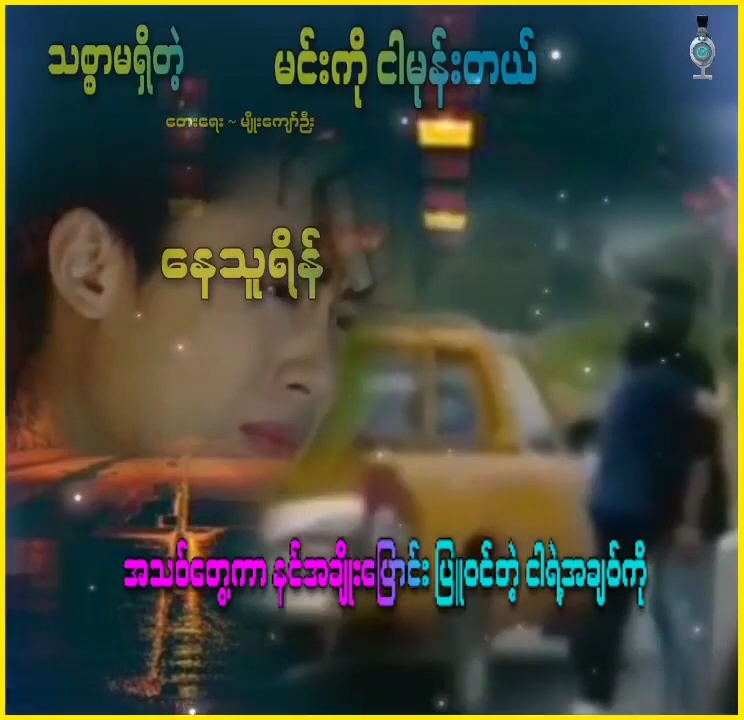 သစ္စာမရှိတဲ့ မင်းကို ငါမုန်းတယ်
တေးရေး ~ မျိုးကျော်ဦး
နေသူရိန်
အသစ်တွေ့ကာ နင်အချိုးပြောင်း ပြူဝင်တဲ့ ငါရဲ့အချစ်ကို